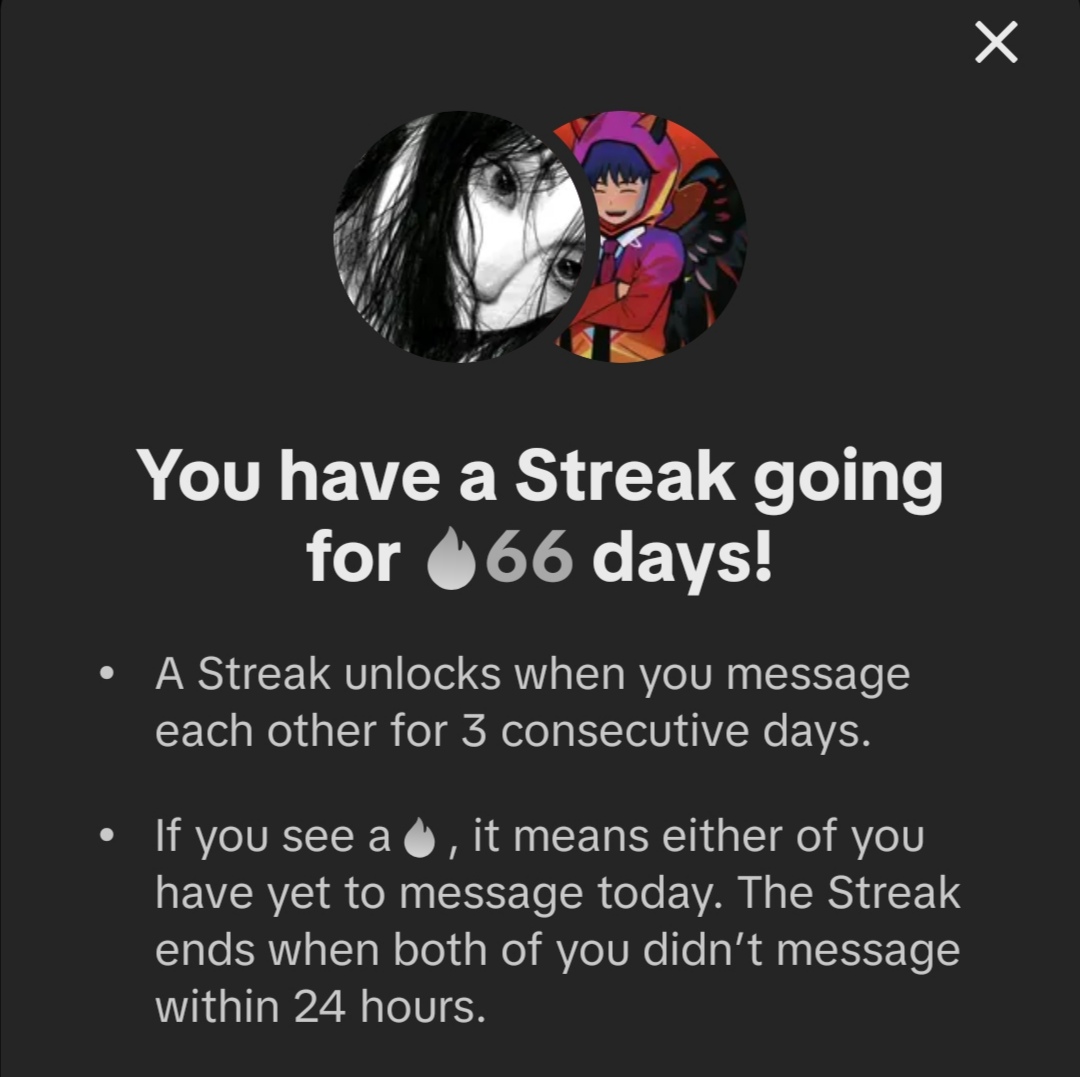 You have a Streak going
for 66 days!
• A Streak unlocks when you message
each other for 3 consecutive days.
• If you see a , it means either of you
have yet to message today. The Streak
ends when both of you didn’t message
within 24 hours.